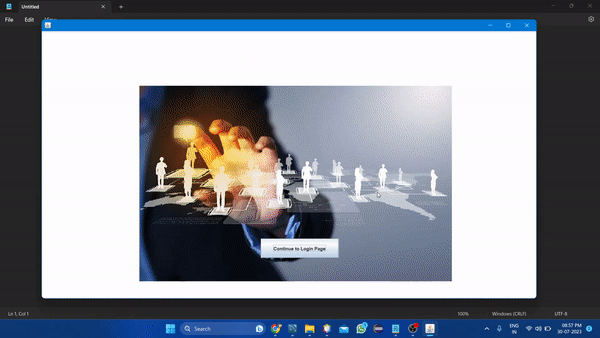 Untitled
File Edit View
Continue to Login Page
Ln 1, Col 1
100%
Windows (CRLF)
UTF-8
Search
ENG
IN
08:57 PM
30-07-2023